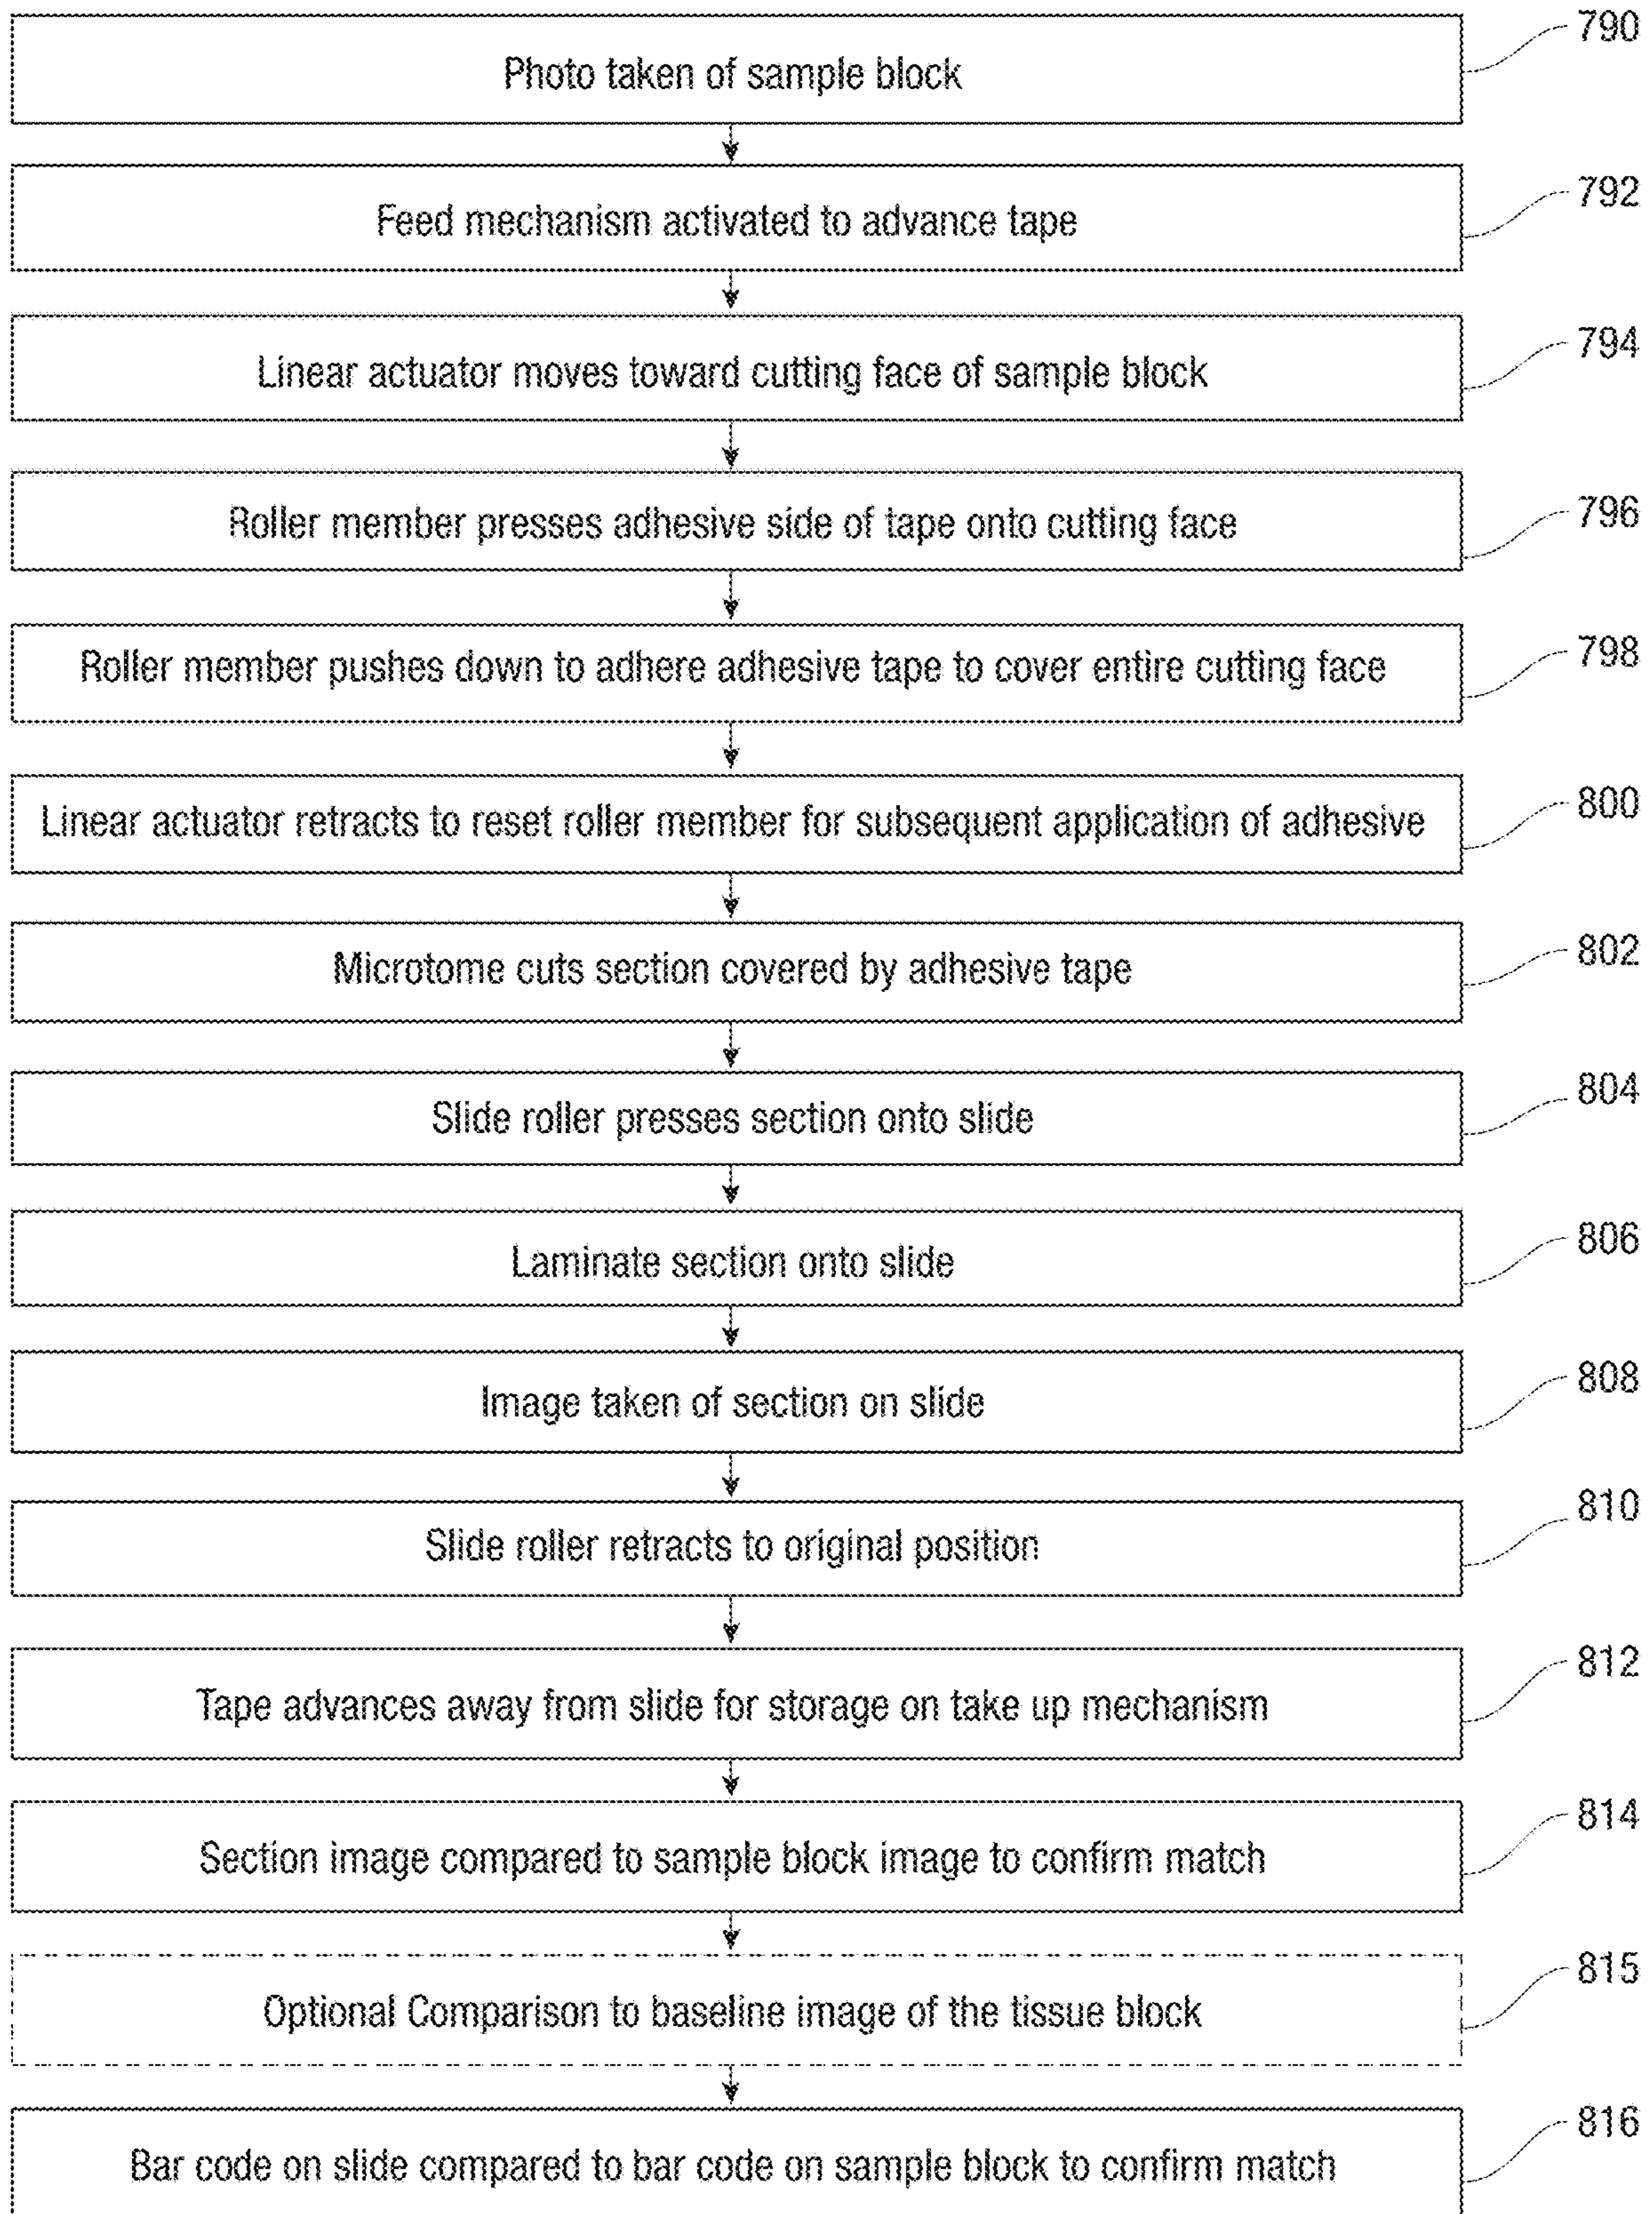 Photo taken of sample block
790
Feed mechanism activated to advance tape
792
Linear actuator moves toward cutting face of sample block
794
Roller member presses adhesive side of tape onto cutting face
796
Roller member pushes down to adhere adhesive tape to cover entire cutting face
798
Linear actuator retracts to reset roller member for subsequent application of adhesive
800
Microtome cuts section covered by adhesive tape
802
Slide roller presses section onto slide
804
Laminate section onto slide
806
Image taken of section on slide
808
Slide roller retracts to original position
810
Tape advances away from slide for storage on take up mechanism
812
Section image compared to sample block image to confirm match
814
Optional Comparison to baseline image of the tissue block
815
Bar code on slide compared to bar code on sample block to confirm match
816